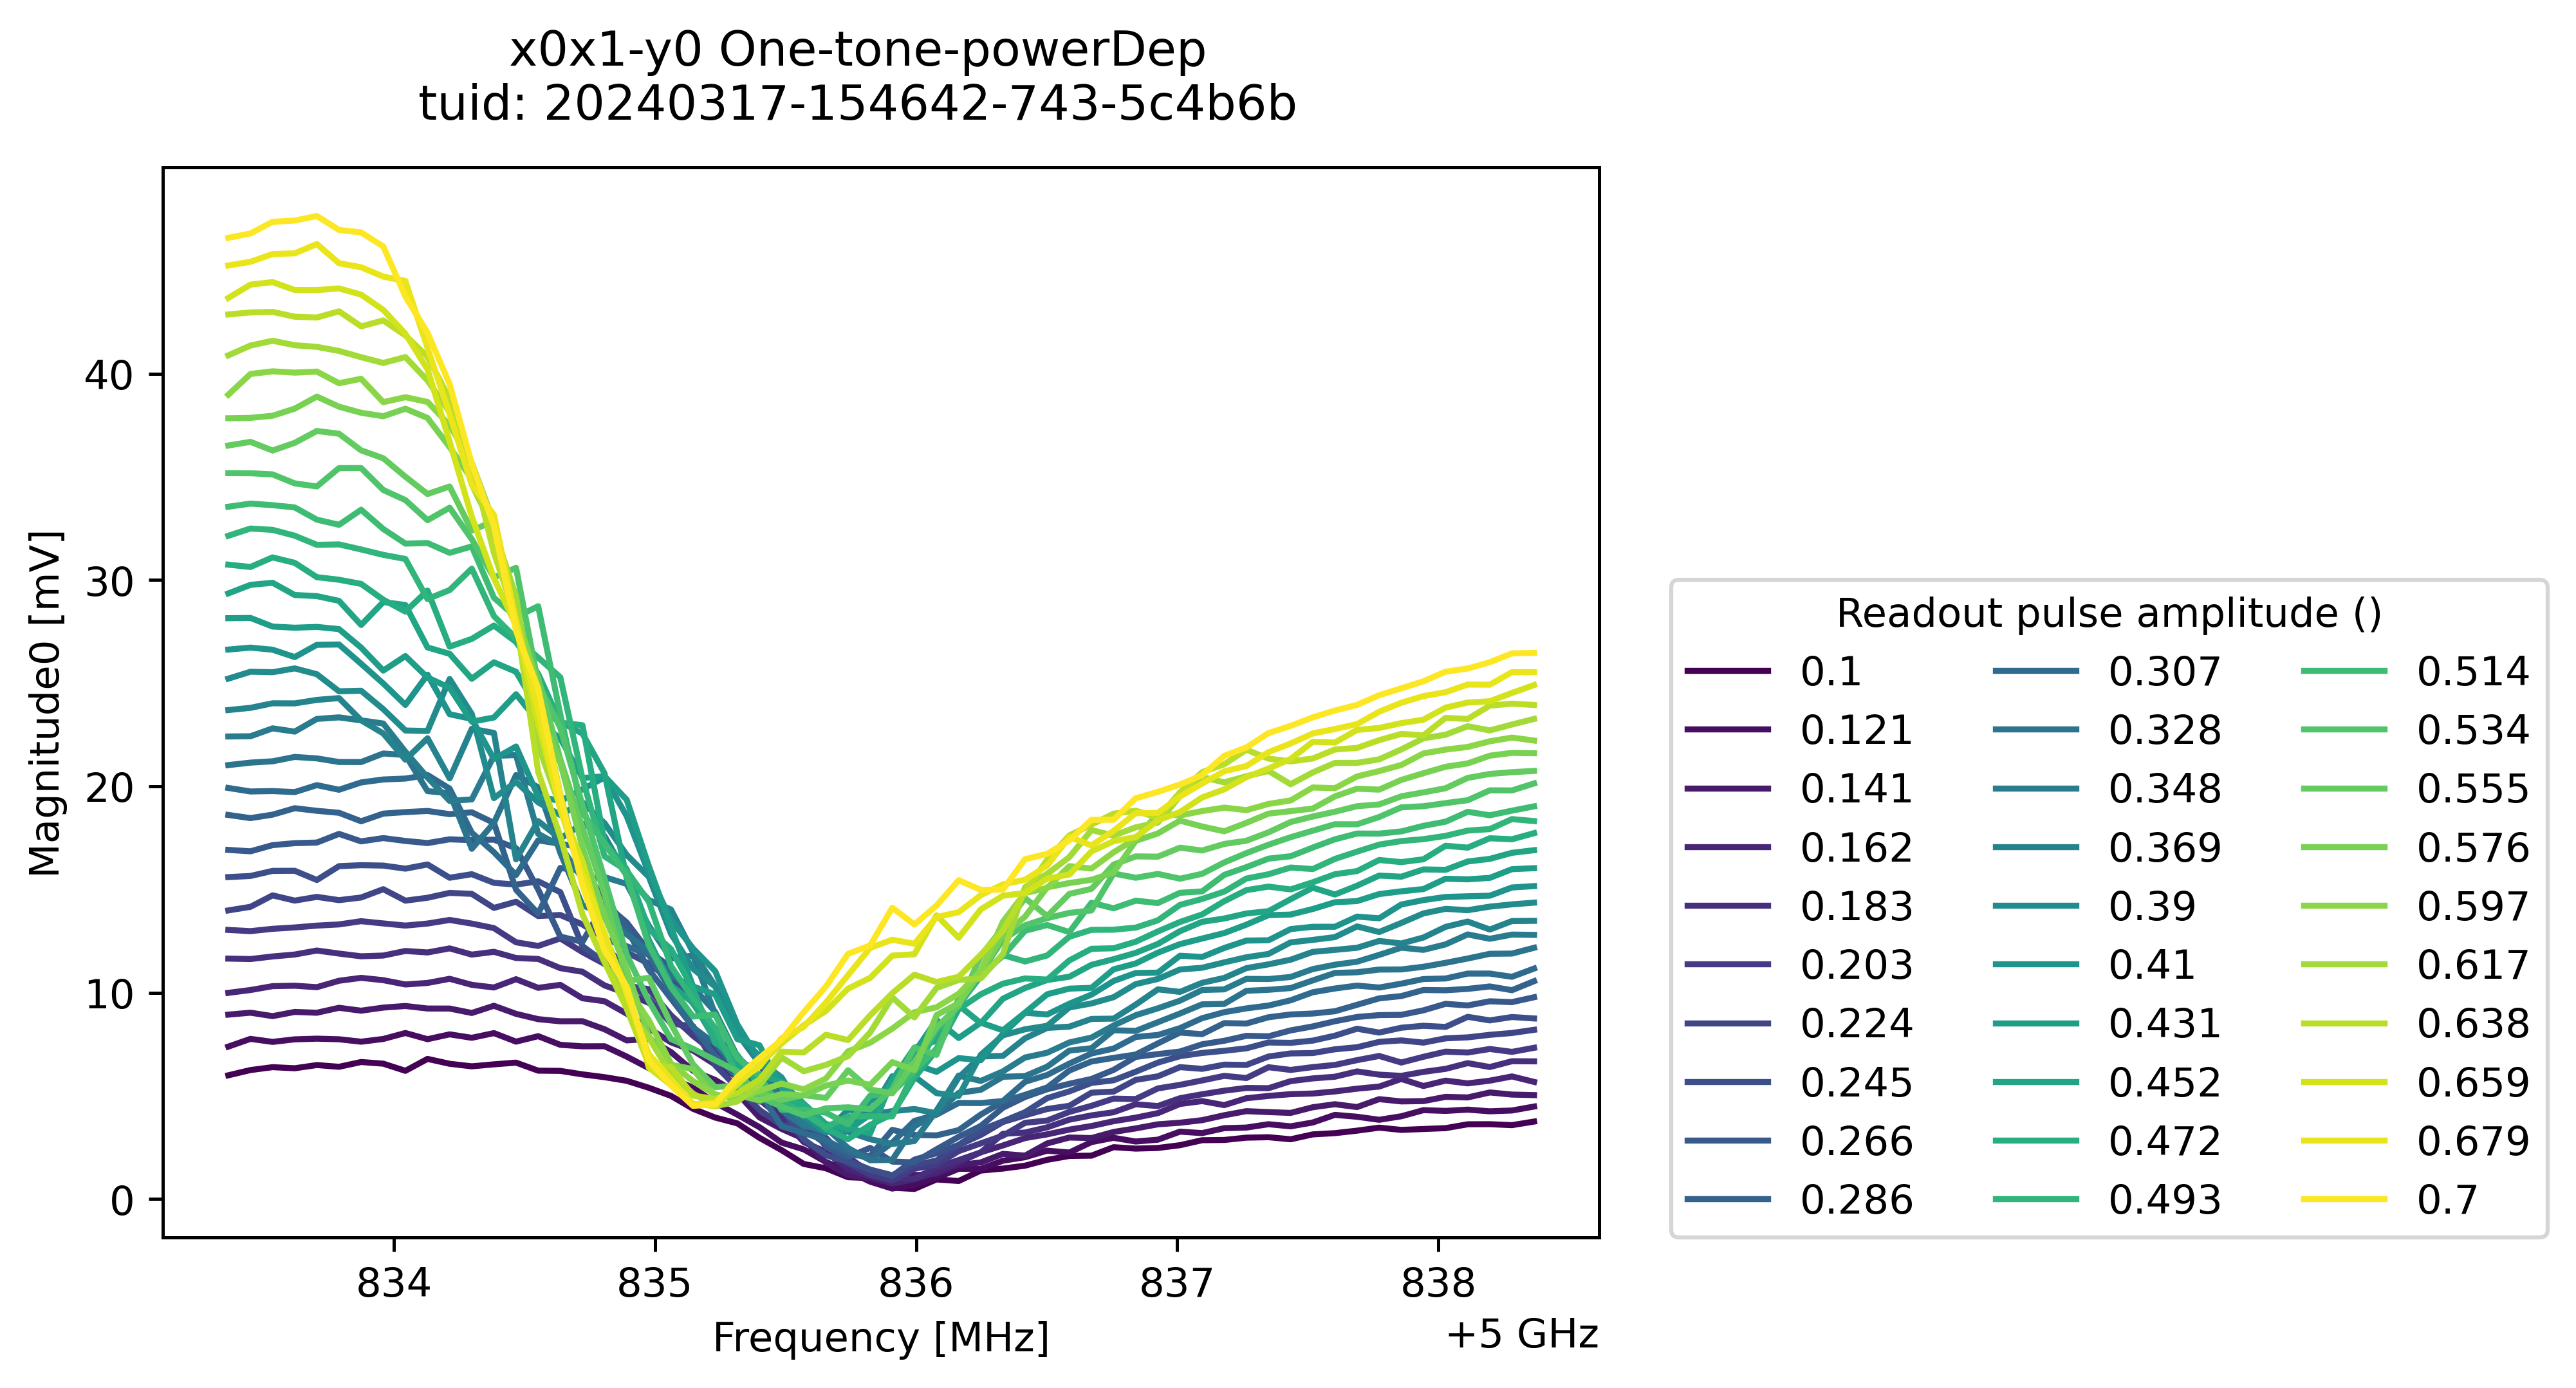 x0x1-y0 One-tone-powerDep
tuid: 20240317-154642-743-5c4b6b
Magnitude0 [mV]
40
30
20
10
0
834 835 836 837 838
Frequency [MHz]
+5 GHz
Readout pulse amplitude ()
0.1 0.307 0.514
0.121 0.328 0.534
0.141 0.348 0.555
0.162 0.369 0.576
0.183 0.39 0.597
0.203 0.41 0.617
0.224 0.431 0.638
0.245 0.452 0.659
0.266 0.472 0.679
0.286 0.493 0.7